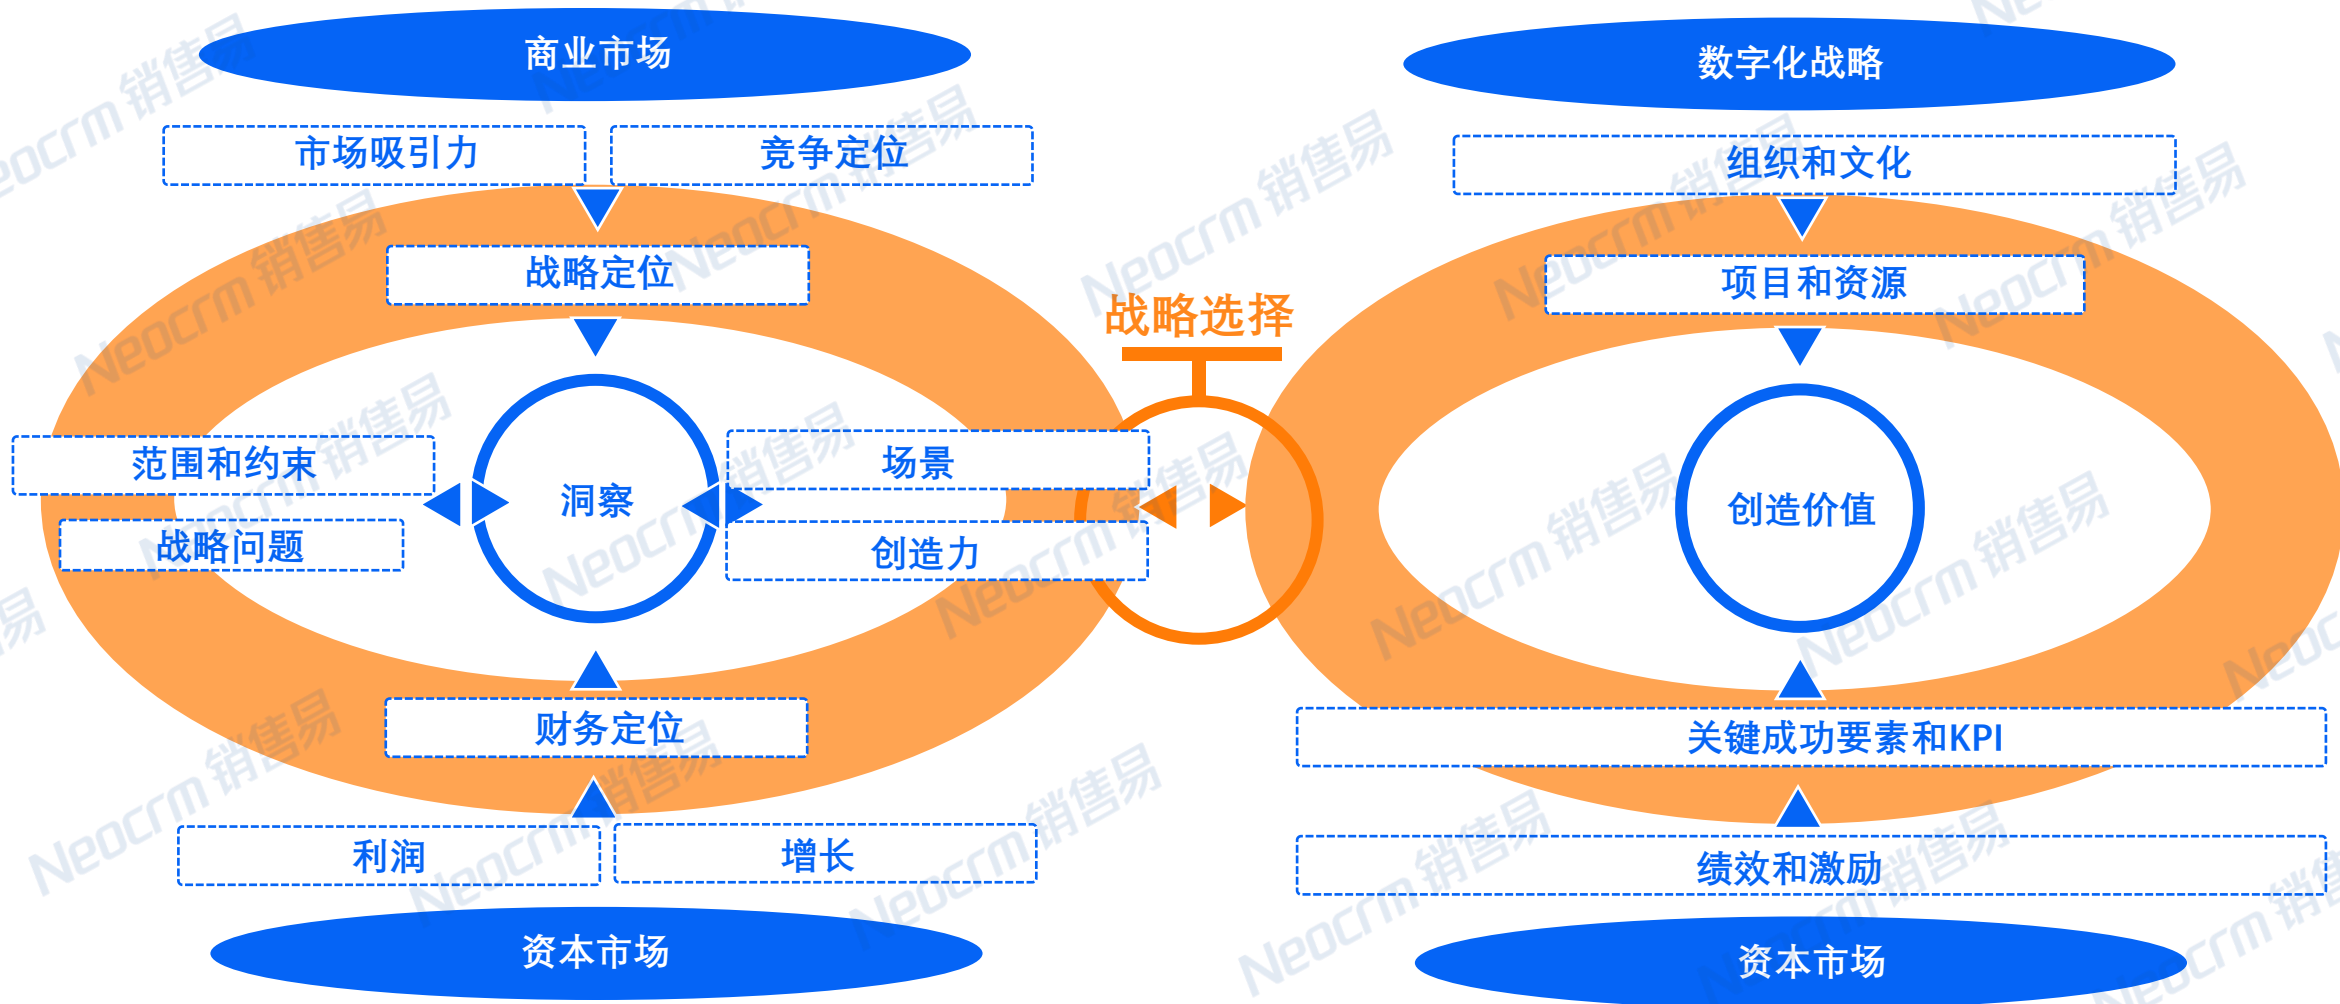 商业市场
市场吸引力
竞争定位
战略定位
范围和约束
战略问题
洞察
场景
创造力
财务定位
利润
增长
资本市场
战略选择
数字化战略
组织和文化
项目和资源
创造价值
关键成功要素和KPI
绩效和激励
资本市场
Neocrm 销售易